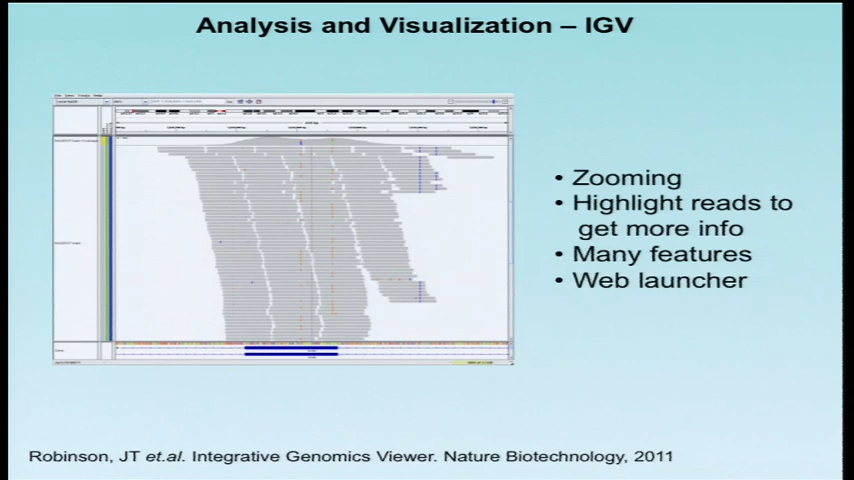 Analysis and Visualization – IGV
• Zooming
• Highlight reads to
get more info
• Many features
• Web launcher
Robinson, JT et.al. Integrative Genomics Viewer. Nature Biotechnology, 2011